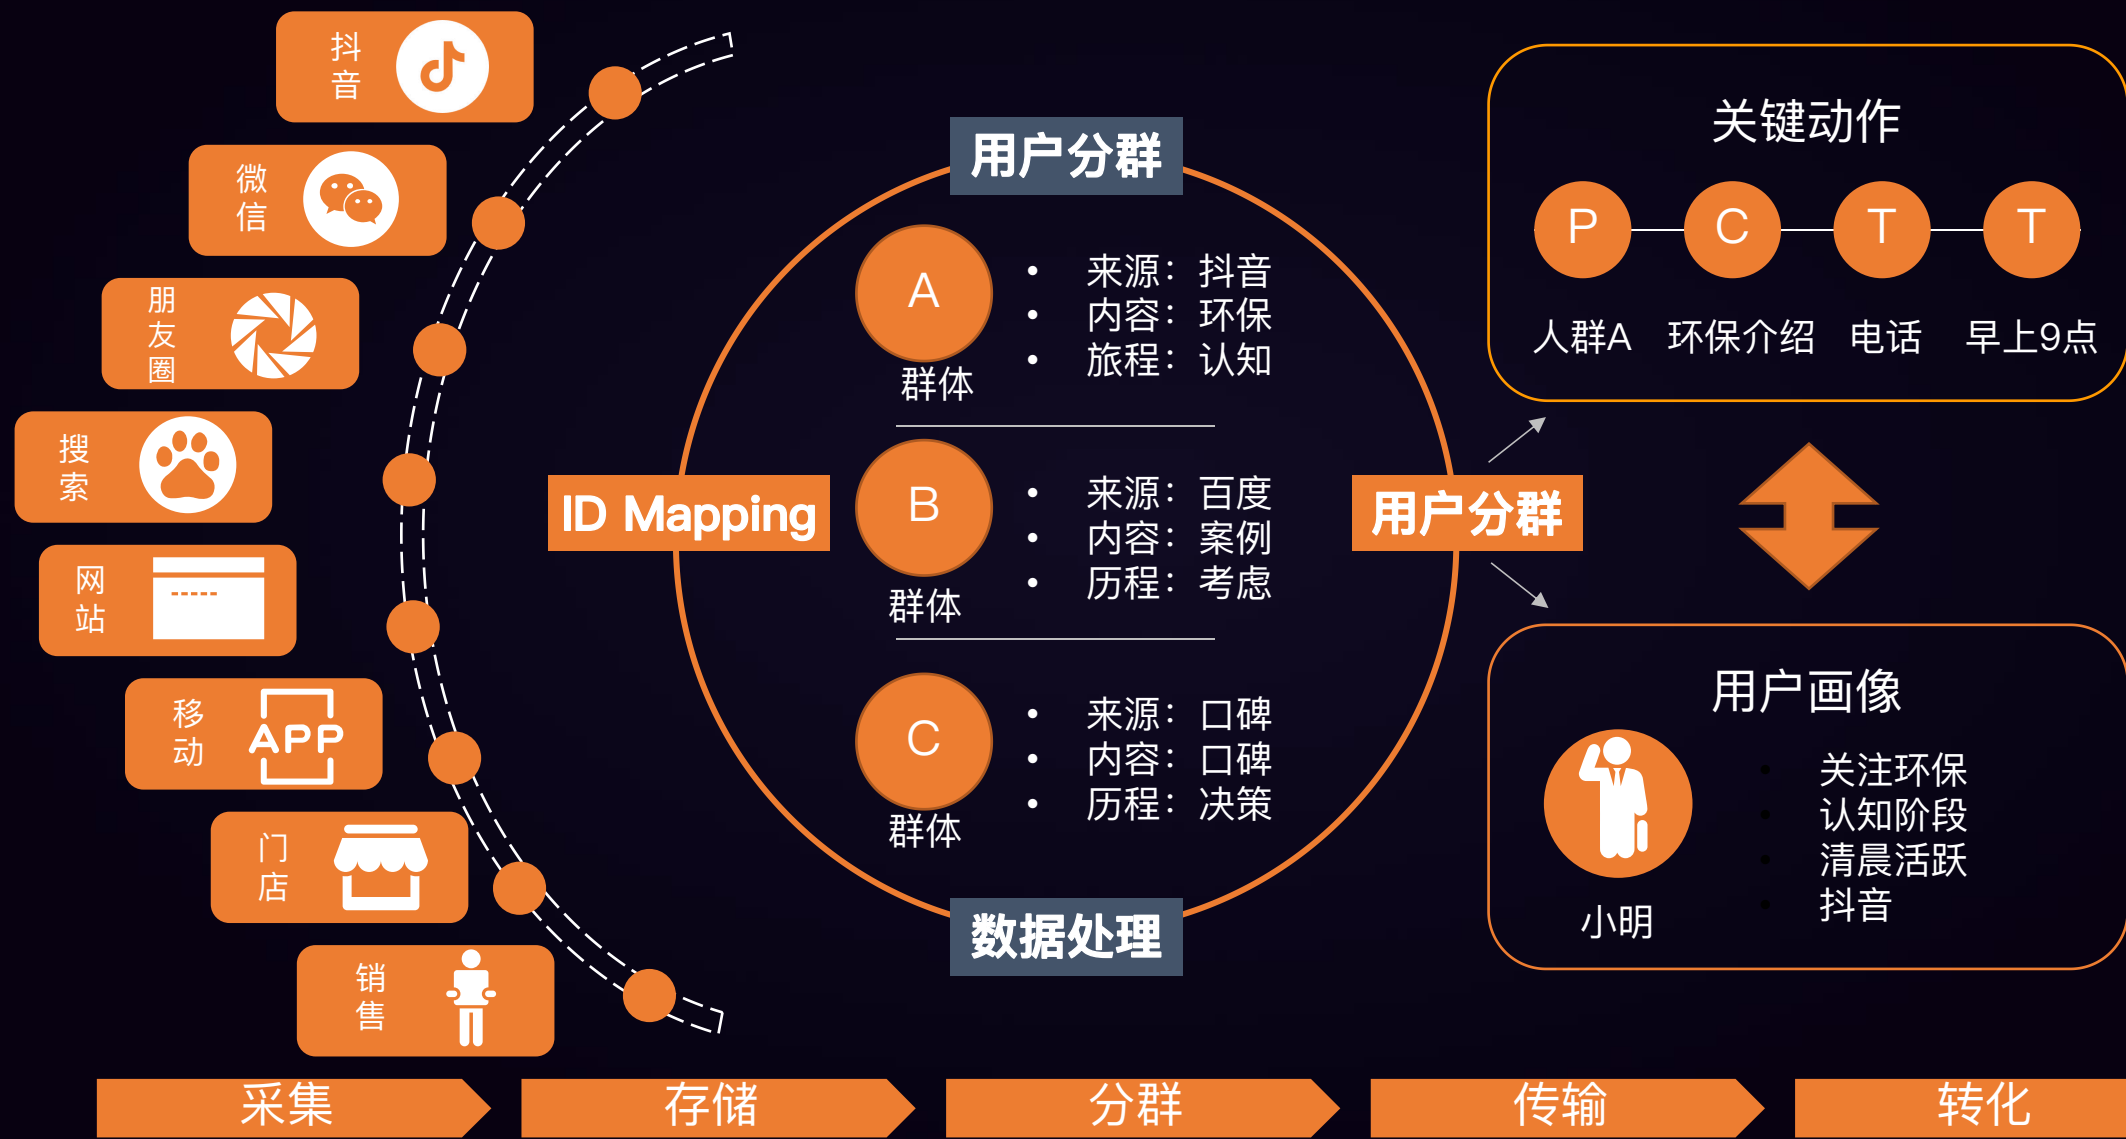 抖
音
微
信
朋
友
圈
搜
索
网
站
移
动
APP
门
店
销
售
用户分群
ID Mapping
A
群体
• 来源：抖音
• 内容：环保
• 旅程：认知
B
群体
• 来源：百度
• 内容：案例
• 历程：考虑
C
群体
• 来源：口碑
• 内容：口碑
• 历程：决策
数据处理
用户分群
关键动作
P C T T
人群A 环保介绍 电话 早上9点
用户画像
小明
• 关注环保
• 认知阶段
• 清晨活跃
• 抖音
采集 存储 分群 传输 转化